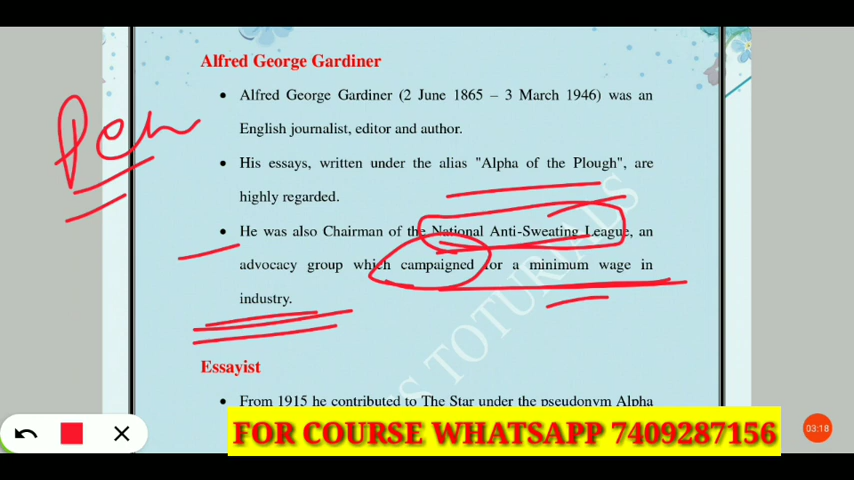 Alfred George Gardiner
• Alfred George Gardiner (2 June 1865 – 3 March 1946) was an
English journalist, editor and author.
• His essays, written under the alias "Alpha of the Plough", are
highly regarded.
• He was also Chairman of the National Anti-Sweating League, an
advocacy group which campaigned for a minimum wage in
industry.
Essayist
• From 1915 he contributed to The Star under the pseudonym Alpha
Pen
S TOTURIALS
FOR COURSE WHATSAPP 7409287156
03:18